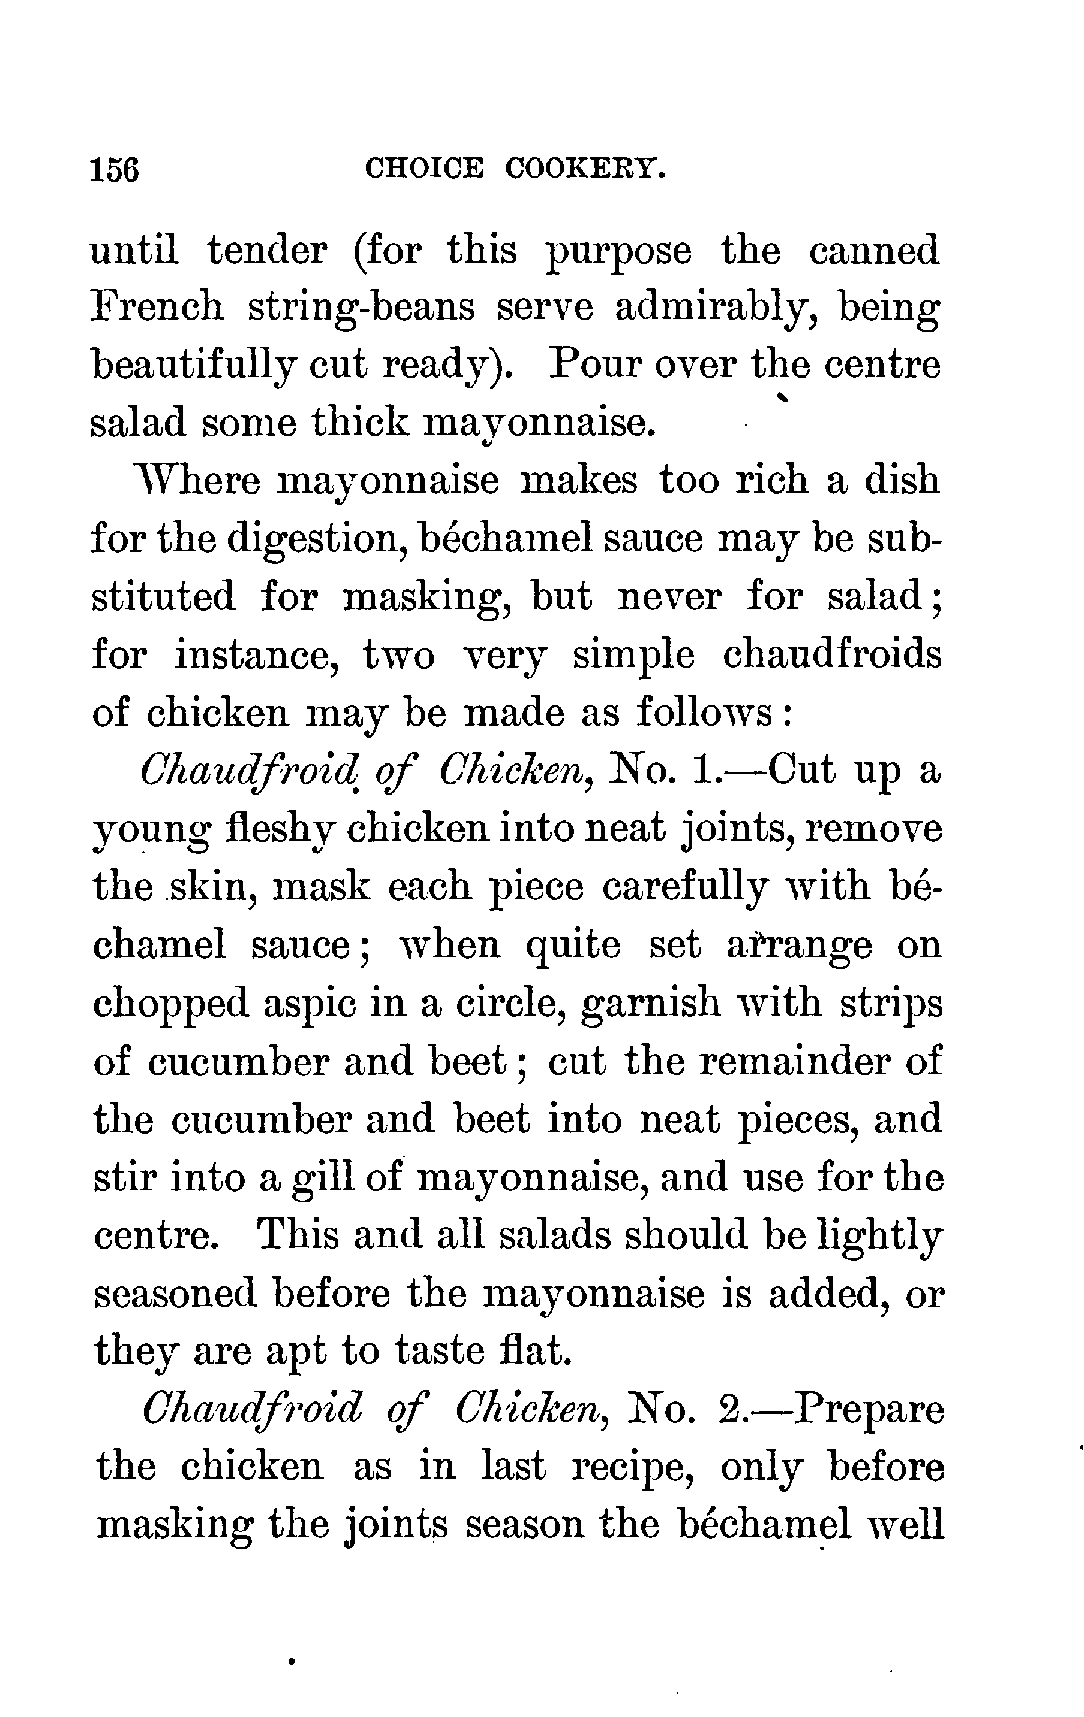 156 CHOICE COOKERY.
until tender (for this purpose the canned
French string-beans serve admirably, being
beautifully cut ready). Pour over the centre
salad some thick mayonnaise.
Where mayonnaise makes too rich a dish
for the digestion, béchamel sauce may be sub-
stituted for masking, but never for salad;
for instance, two very simple chaudfroids
of chicken may be made as follows:
Chaudfroid of Chicken, No. 1.—Cut up a
young fleshy chicken into neat joints, remove
the skin, mask each piece carefully with bé-
chamel sauce; when quite set arrange on
chopped aspic in a circle, garnish with strips
of cucumber and beet; cut the remainder of
the cucumber and beet into neat pieces, and
stir into a gill of mayonnaise, and use for the
centre. This and all salads should be lightly
seasoned before the mayonnaise is added, or
they are apt to taste flat.
Chaudfroid of Chicken, No. 2.—Prepare
the chicken as in last recipe, only before
masking the joints season the béchamel well